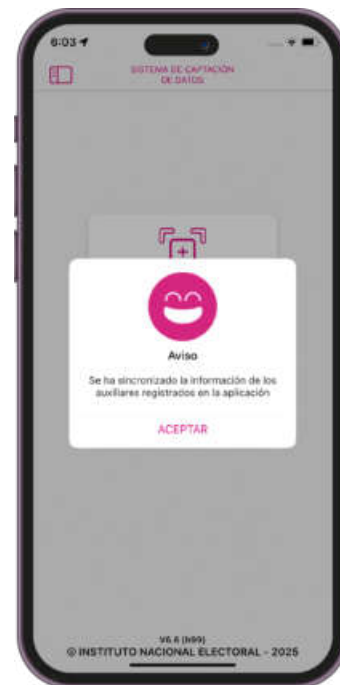 6:03
SISTEMA DE CAPTACIÓN
DE DATOS
Aviso
Se ha sincronizado la información de los
auxiliares registrados en la aplicación
ACEPTAR
V6.6 (h99)
© INSTITUTO NACIONAL ELECTORAL - 2025